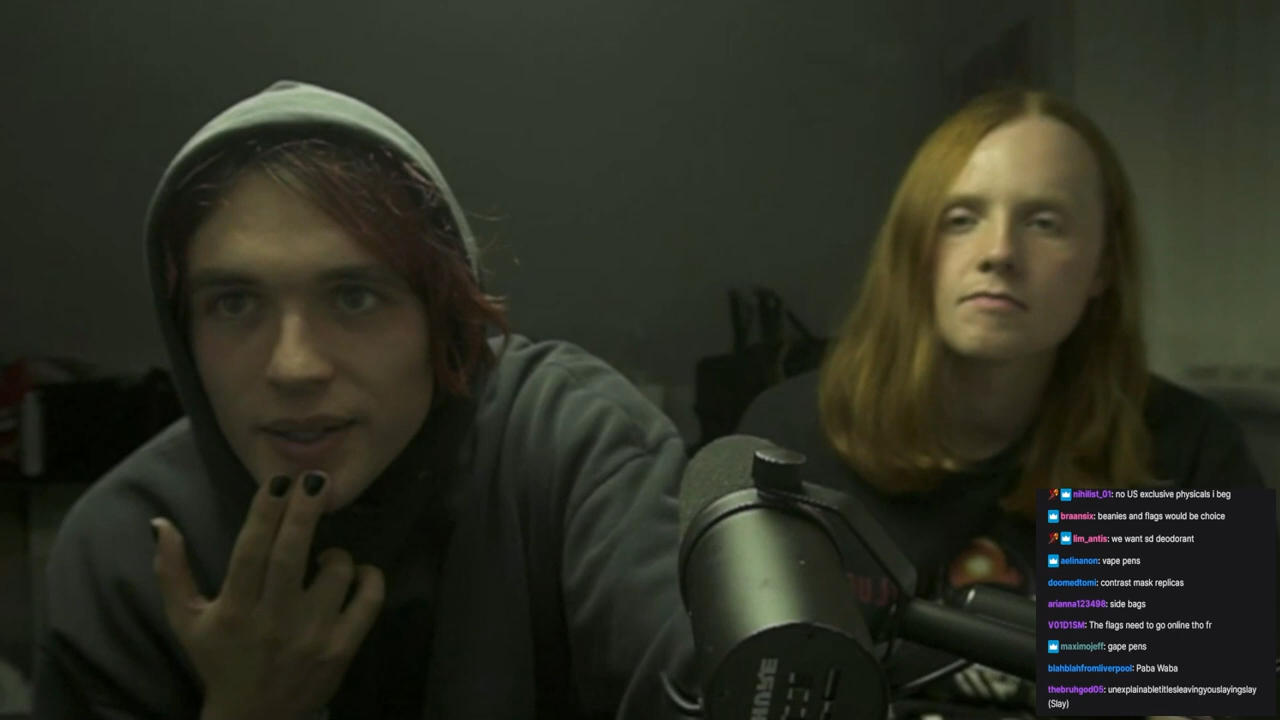 nihilist_01: no US exclusive physicals i beg
braansix: beanies and flags would be choice
lim_antis: we want sd deodorant
aelinanon: vape pens
doomedtomi: contrast mask replicas
arianna123498: side bags
V01D1SM: The flags need to go online tho fr
maximojeff: gape pens
blahblahfromliverpool: Paba Waba
thebruhgod05: unexplainabletitlesleavingyouslayingslay
(Slay)
SHURE